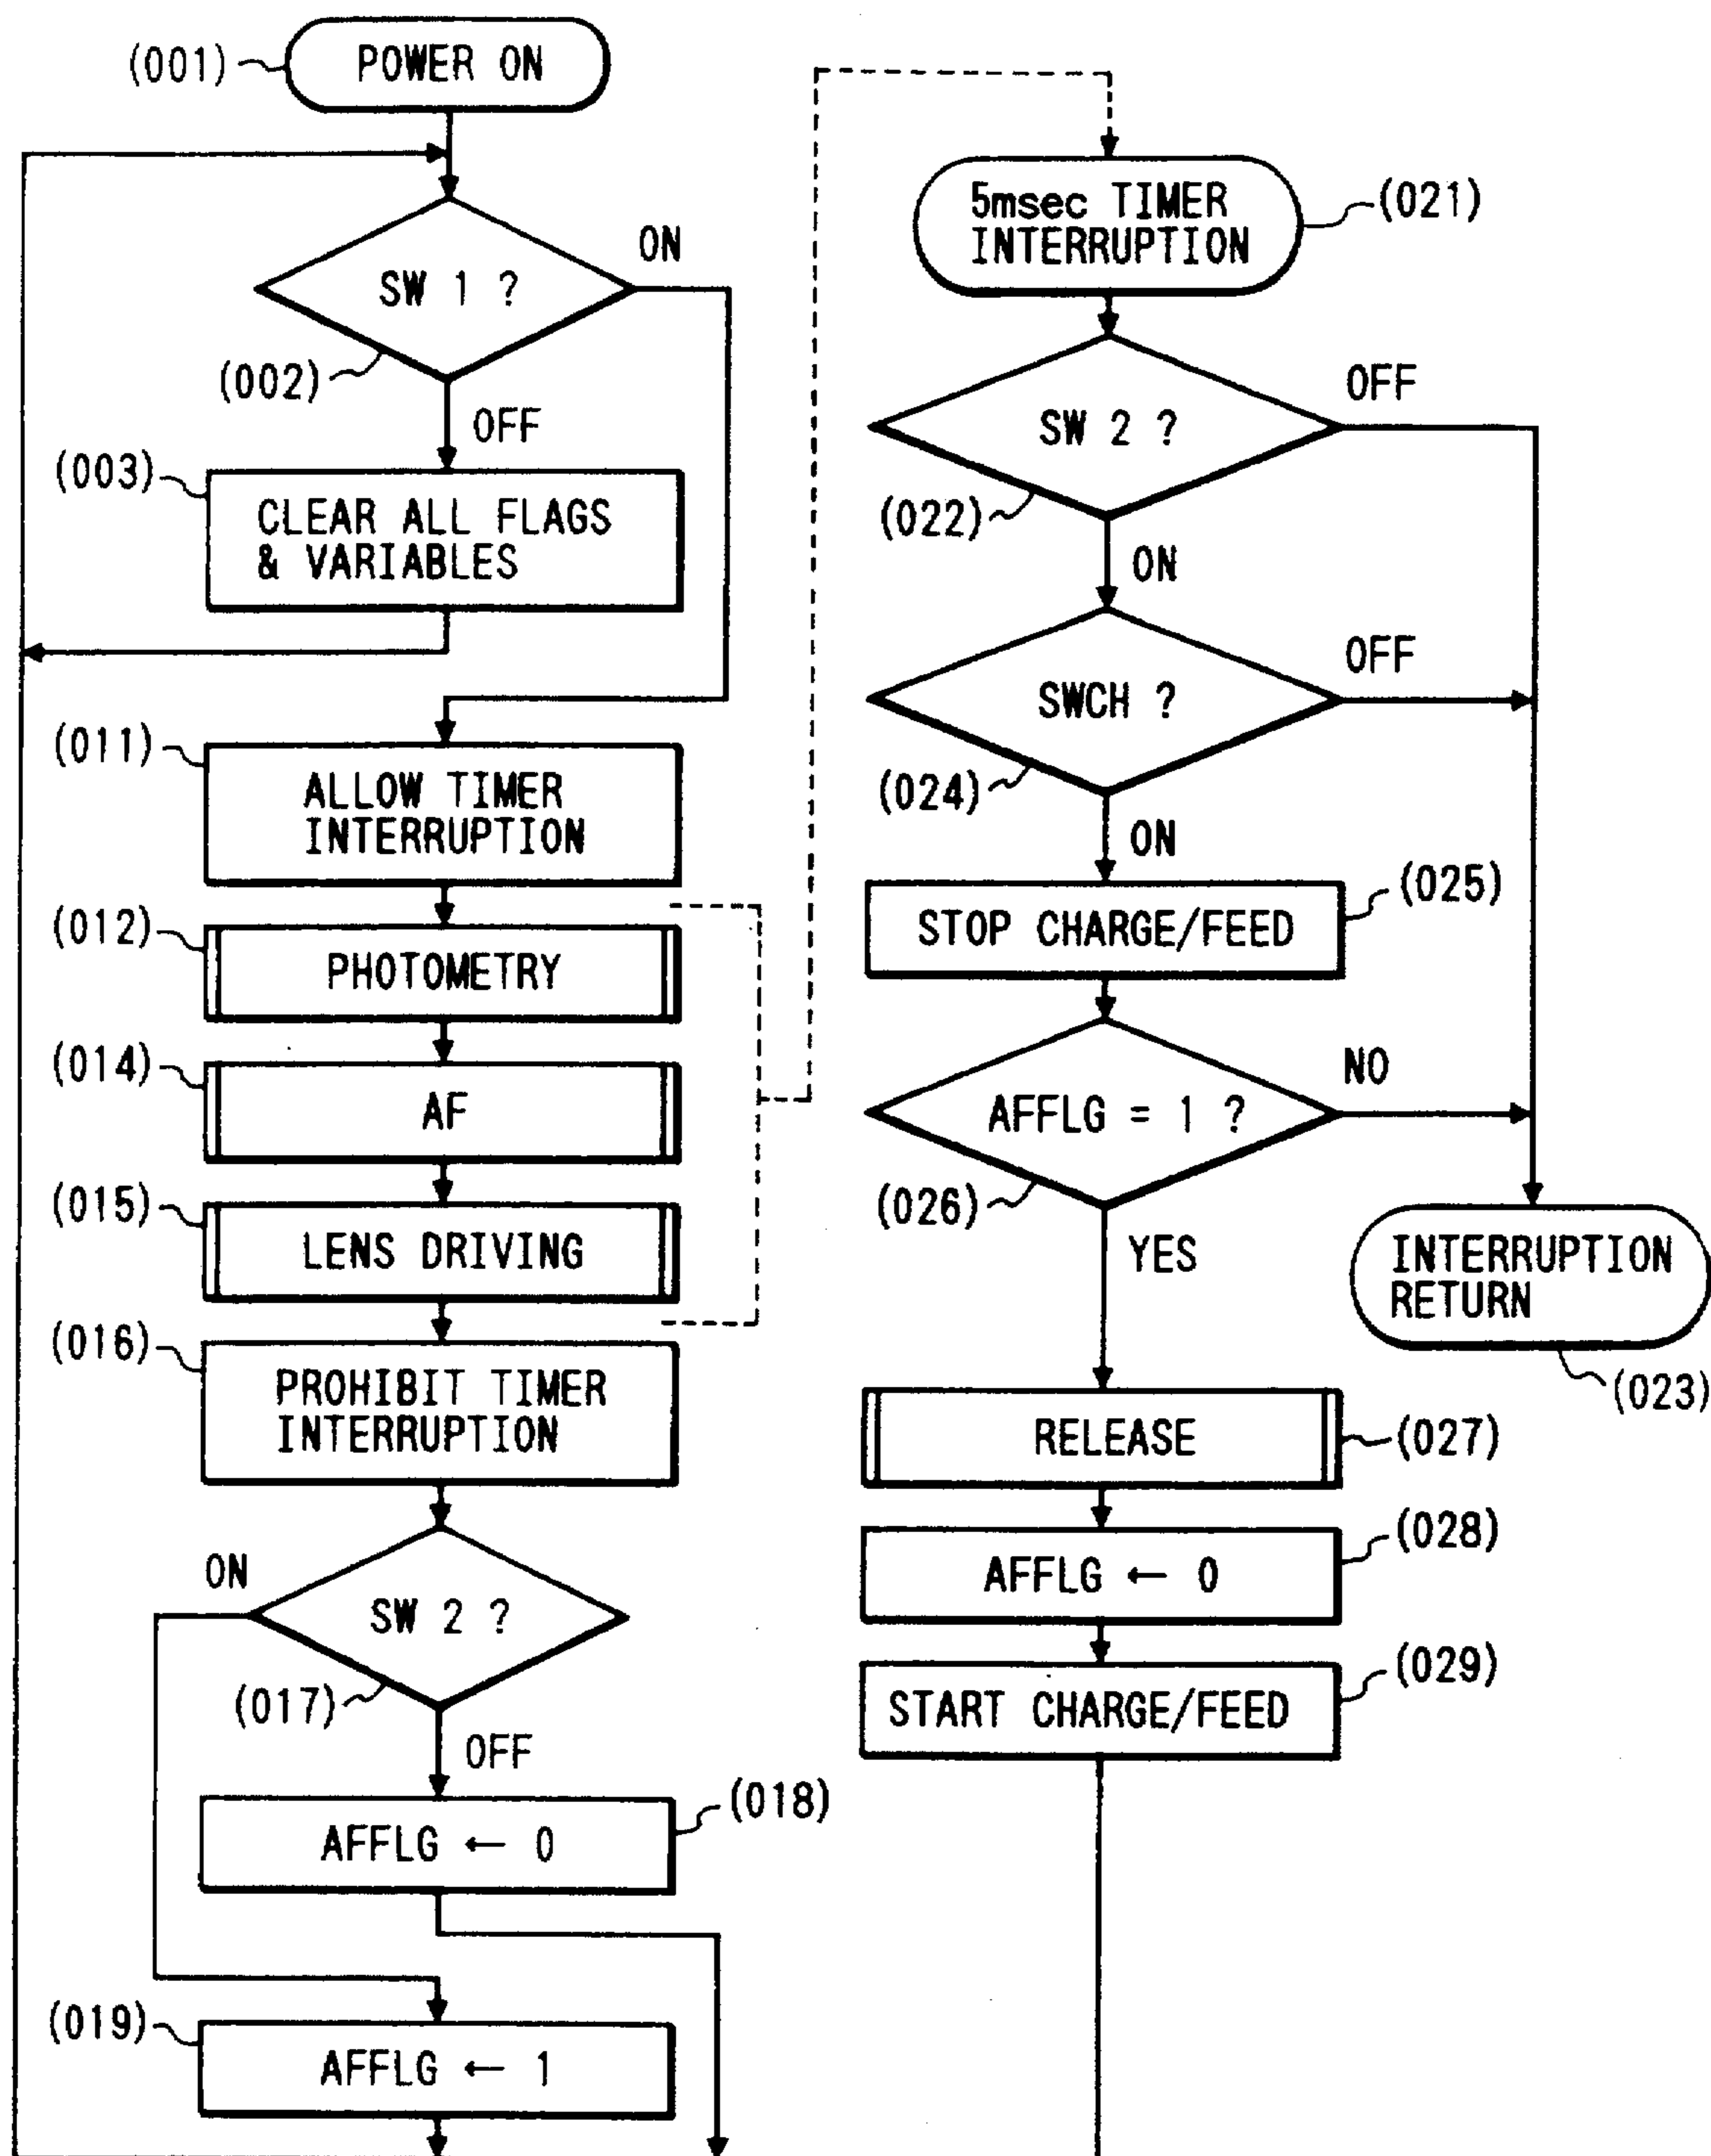 (001)
POWER ON
SW 1 ?
ON
(002)
OFF
(003)
CLEAR ALL FLAGS
& VARIABLES
(011)
ALLOW TIMER
INTERRUPTION
(012)
PHOTOMETRY
(014)
AF
(015)
LENS DRIVING
(016)
PROHIBIT TIMER
INTERRUPTION
ON
SW 2 ?
(017)
OFF
(018)
AFFLG ← 0
(019)
AFFLG ← 1
5msec TIMER
INTERRUPTION
(021)
SW 2 ?
OFF
(022)
ON
SWCH ?
OFF
(024)
ON
(025)
STOP CHARGE/FEED
AFFLG = 1 ?
NO
(026)
YES
INTERRUPTION
RETURN
(023)
RELEASE
(027)
(028)
AFFLG ← 0
(029)
START CHARGE/FEED